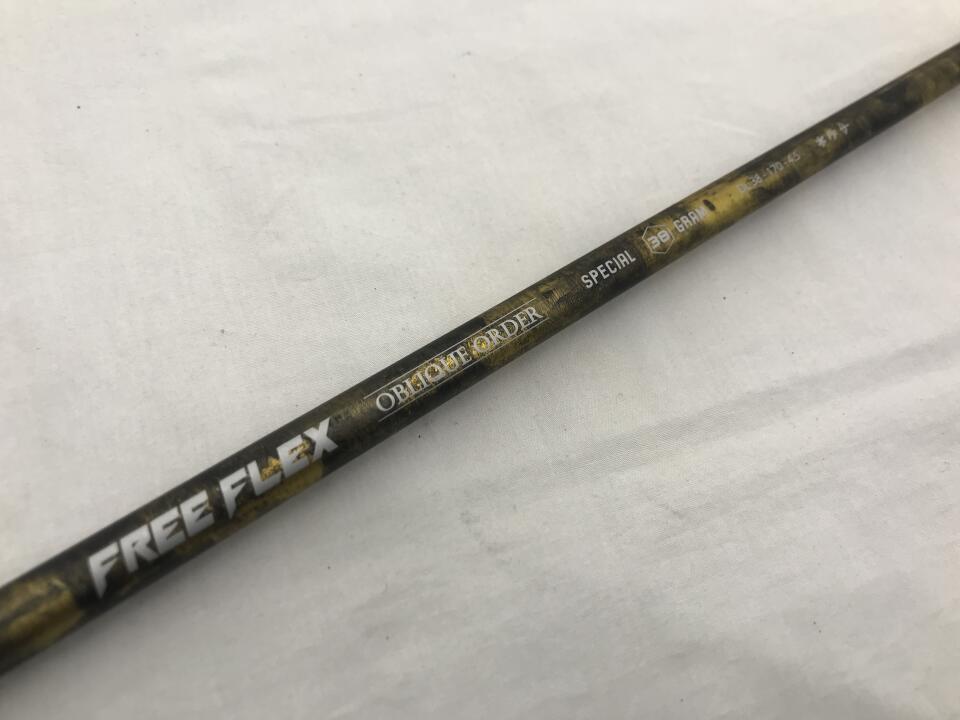 FREE FLEX
OBLIQUE ORDER
SPECIAL 38 GRAM